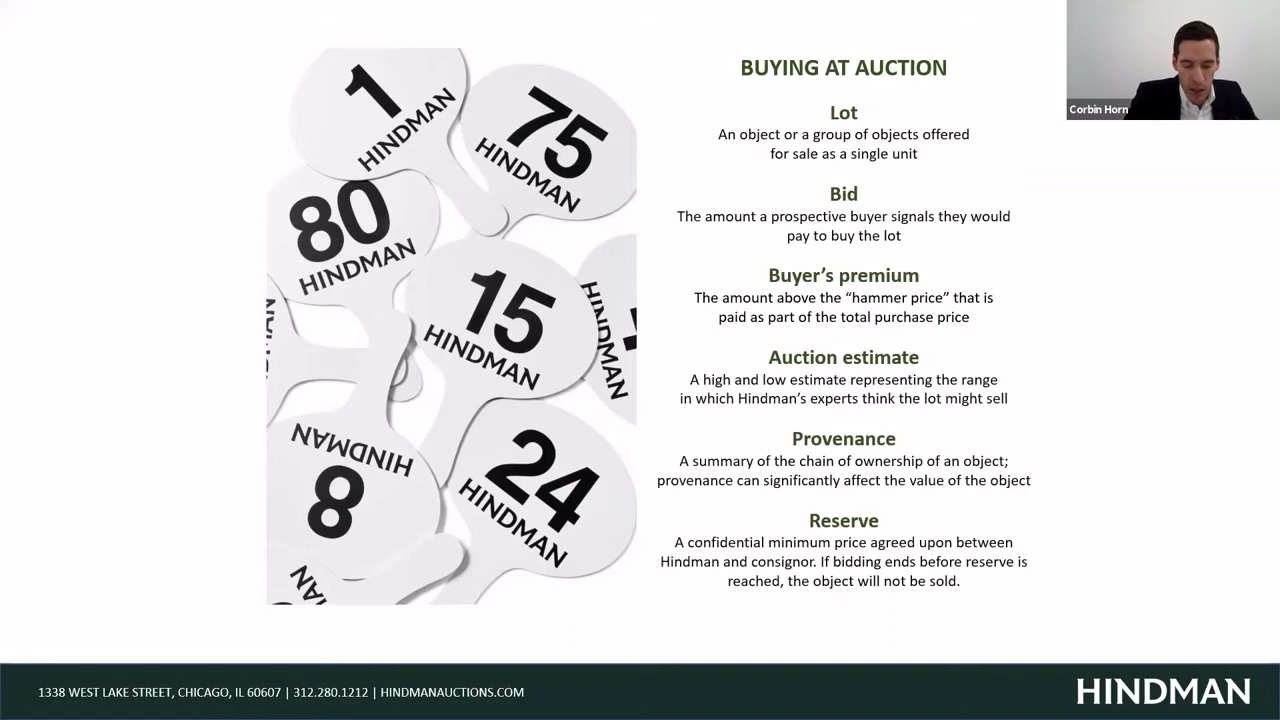 1
HINDMAN
75
HINDMAN
80
HINDMAN
15
HINDMAN
HINDMAN
HINDMAN
8
24
HINDMAN
BUYING AT AUCTION
Lot
An object or a group of objects offered
for sale as a single unit
Bid
The amount a prospective buyer signals they would
pay to buy the lot
Buyer’s premium
The amount above the “hammer price” that is
paid as part of the total purchase price
Auction estimate
A high and low estimate representing the range
in which Hindman’s experts think the lot might sell
Provenance
A summary of the chain of ownership of an object;
provenance can significantly affect the value of the object
Reserve
A confidential minimum price agreed upon between
Hindman and consignor. If bidding ends before reserve is
reached, the object will not be sold.
Corbin Horn
1338 WEST LAKE STREET, CHICAGO, IL 60607 | 312.280.1212 | HINDMANAUCTIONS.COM
HINDMAN